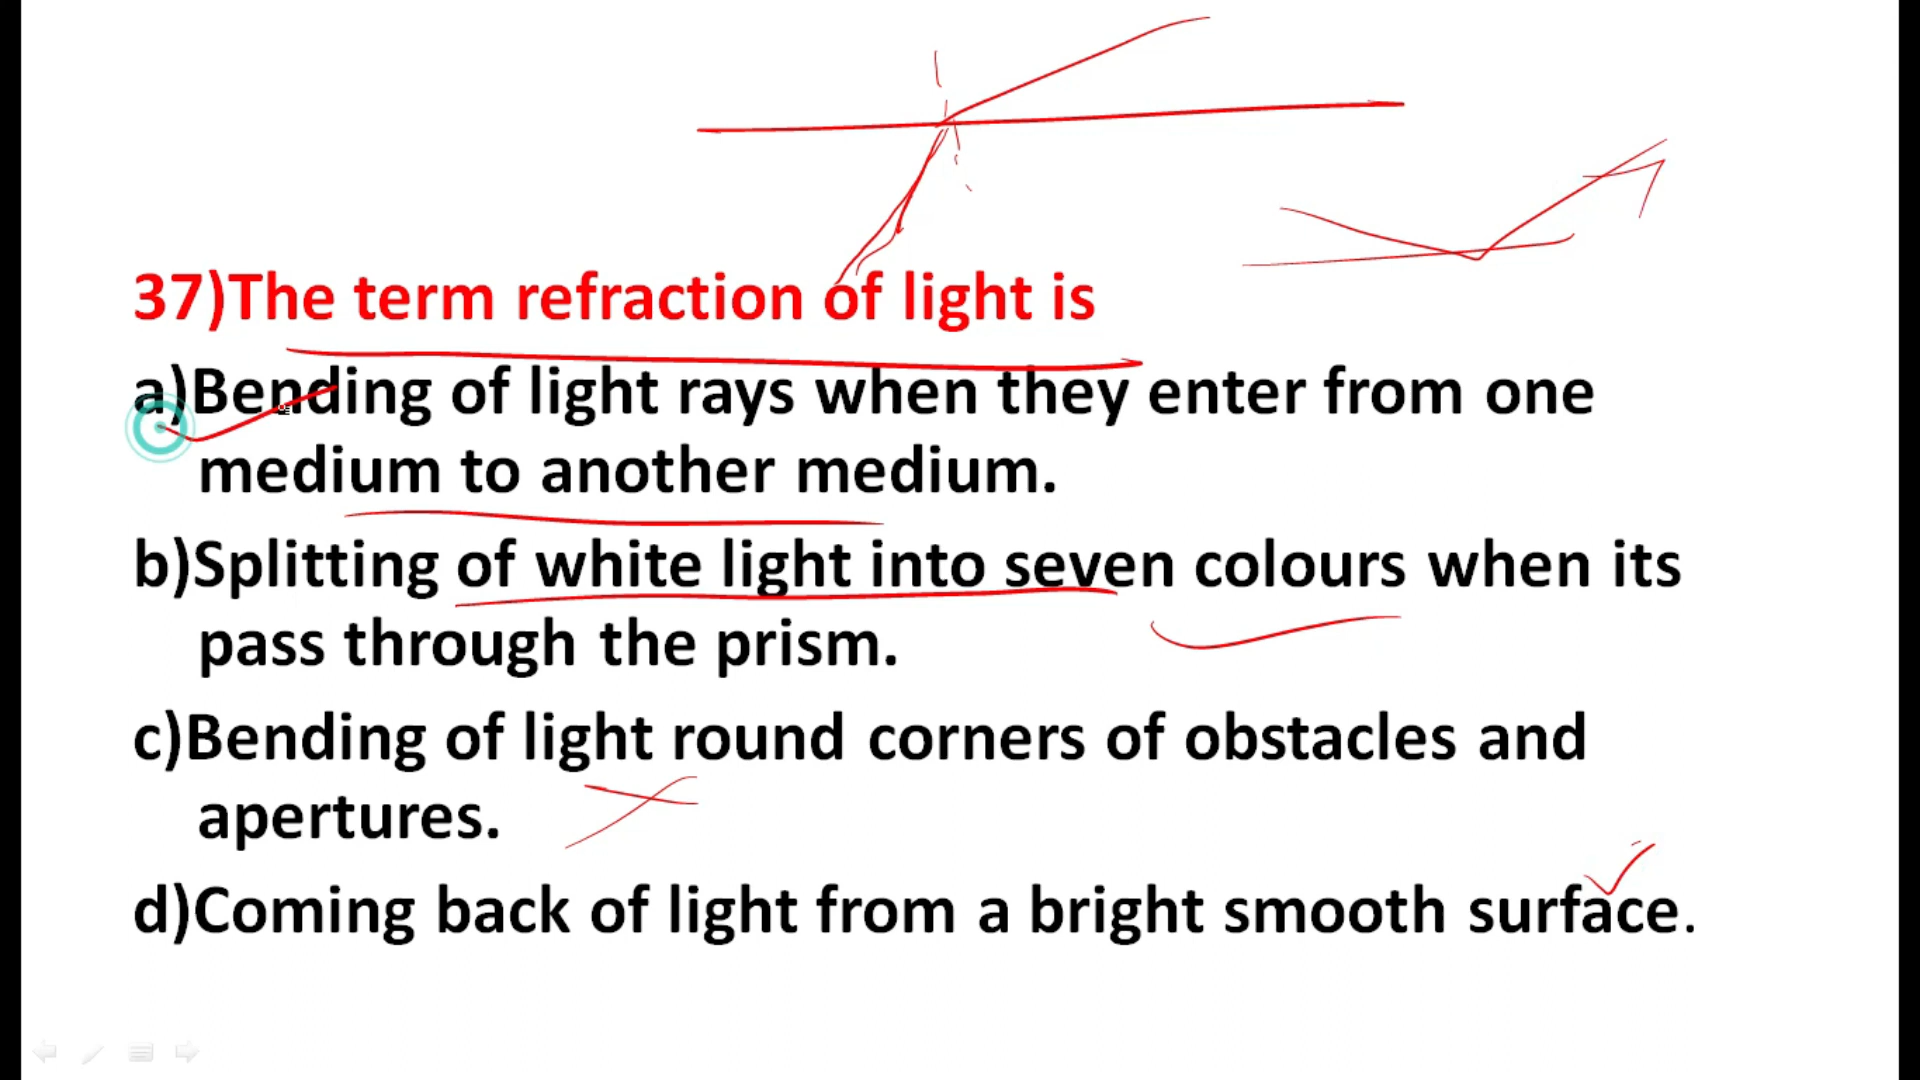 37)The term refraction of light is
a)Bending of light rays when they enter from one
medium to another medium.
b)Splitting of white light into seven colours when its
pass through the prism.
c)Bending of light round corners of obstacles and
apertures.
d)Coming back of light from a bright smooth surface.